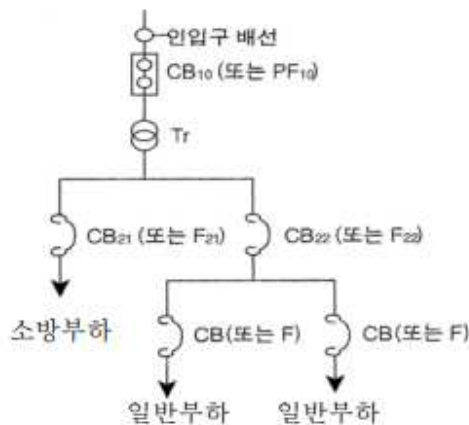 인입구 배선
CB₁₀ (또는 PF₁₀)
Tr
CB₂₁ (또는 F₂₁)
CB₂₂ (또는 F₂₂)
소방부하
CB(또는 F)
CB(또는 F)
일반부하
일반부하